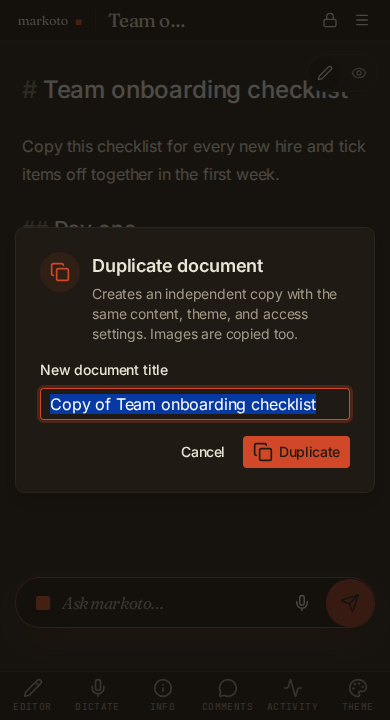 markoto
Team o...
# Team onboarding checklist
Copy this checklist for every new hire and tick
items off together in the first week.
## Day one
Duplicate document
Creates an independent copy with the
same content, theme, and access
settings. Images are copied too.
New document title
Copy of Team onboarding checklist
Cancel
Duplicate
Ask markoto...
EDITOR
DICTATE
INFO
COMMENTS
ACTIVITY
THEME